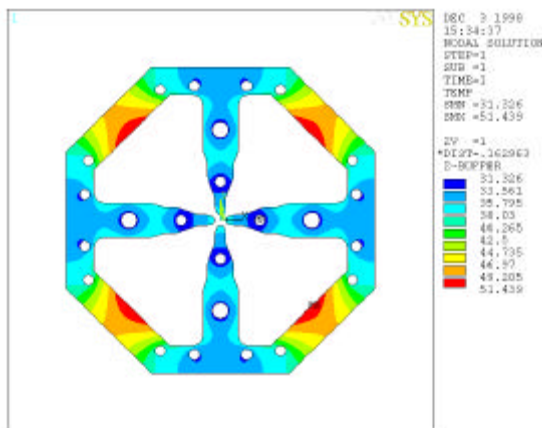 1
SYS
DEC 3 1998
15:34:37
NODAL SOLUTION
STEP=1
SUB =1
TIME=1
TEMP
SMN =31.326
SMX =51.439
ZV =1
*DIST=.162963
Z-BUFFER
31.326
33.561
35.795
38.03
40.265
42.5
44.735
46.97
49.205
51.439